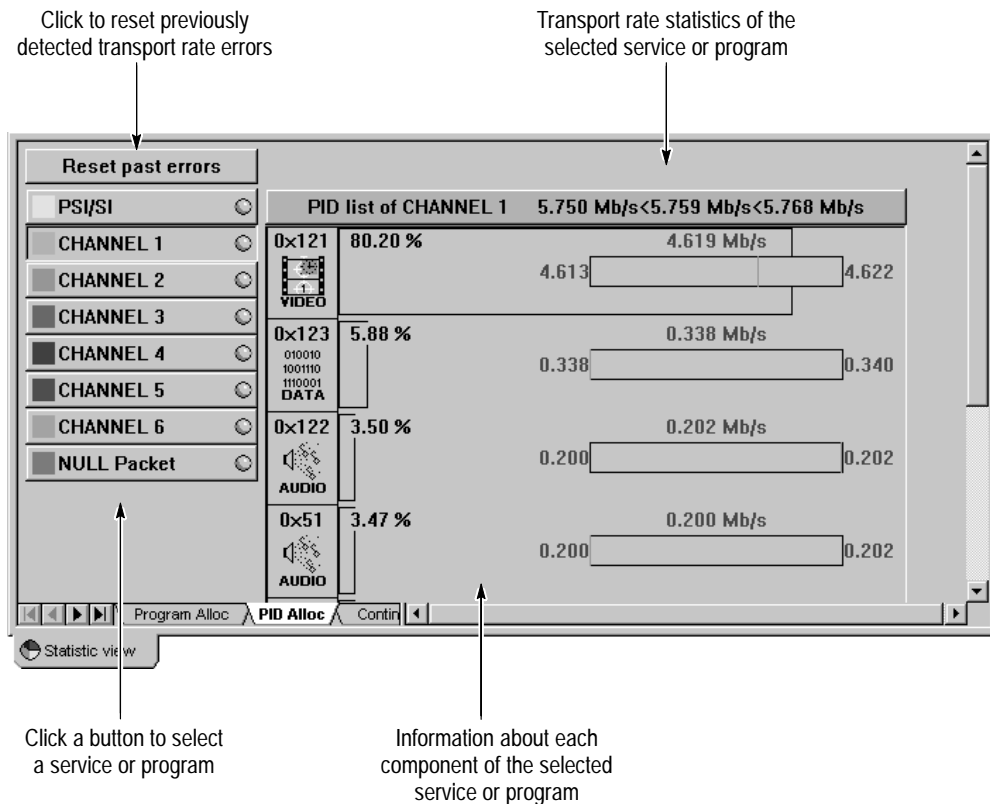 Click to reset previously
detected transport rate errors
Transport rate statistics of the
selected service or program
Reset past errors
PSI/SI
CHANNEL 1
CHANNEL 2
CHANNEL 3
CHANNEL 4
CHANNEL 5
CHANNEL 6
NULL Packet
PID list of CHANNEL 1 5.750 Mb/s<5.759 Mb/s<5.768 Mb/s
0x121 80.20 % 4.619 Mb/s
4.613 4.622
1
VIDEO
0x123 5.88 % 0.338 Mb/s
010010
1001110
1110001
DATA
0.338 0.340
0x122 3.50 % 0.202 Mb/s
0.200 0.202
AUDIO
0x51 3.47 % 0.200 Mb/s
0.200 0.202
AUDIO
Program Alloc PID Alloc Contin
Statistic view
Click a button to select
a service or program
Information about each
component of the selected
service or program